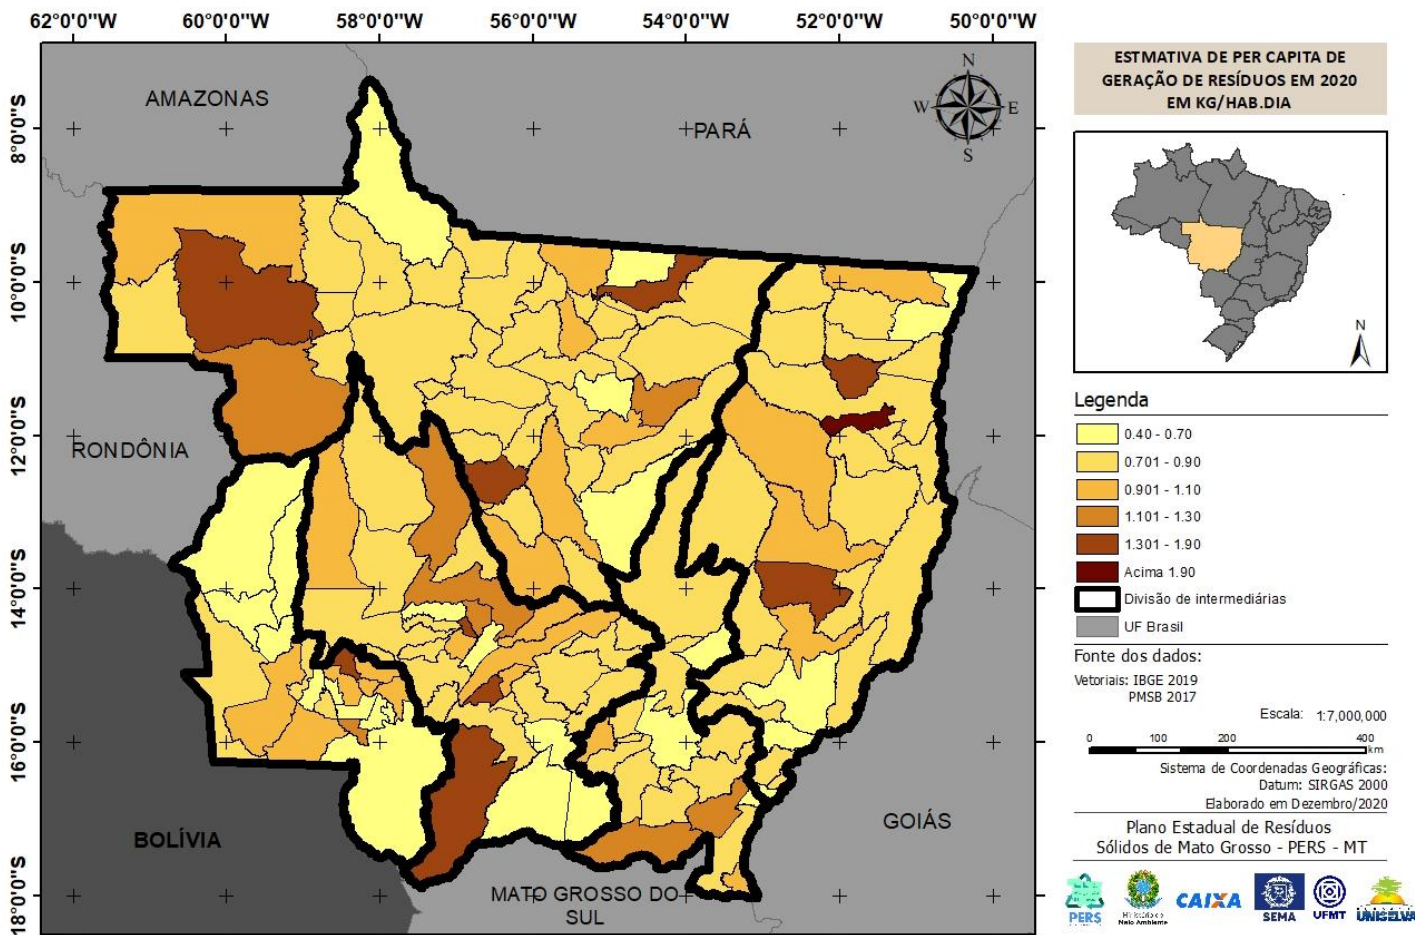 62°0'0"W 60°0'0"W 58°0'0"W 56°0'0"W 54°0'0"W 52°0'0"W 50°0'0"W
8°0'0"S
10°0'0"S
12°0'0"S
14°0'0"S
16°0'0"S
18°0'0"S
AMAZONAS
PARÁ
N
W E
S
RONDÔNIA
BOLÍVIA
GOIÁS
MATO GROSSO DO
SUL
ESTMATIVA DE PER CAPITA DE
GERAÇÃO DE RESÍDUOS EM 2020
EM KG/HAB.DIA
N
Legenda
0.40 - 0.70
0.701 - 0.90
0.901 - 1.10
1.101 - 1.30
1.301 - 1.90
Acima 1.90
Divisão de intermediárias
UF Brasil
Fonte dos dados:
Vetoriais: IBGE 2019
PMSB 2017
Escala: 1:7,000,000
0 100 200 400
km
Sistema de Coordenadas Geográficas:
Datum: SIRGAS 2000
Elaborado em Dezembro/2020
Plano Estadual de Resíduos
Sólidos de Mato Grosso - PERS - MT
PERS
Ministério do
Meio Ambiente
CAIXA
SEMA
UFMT
UNISELVA